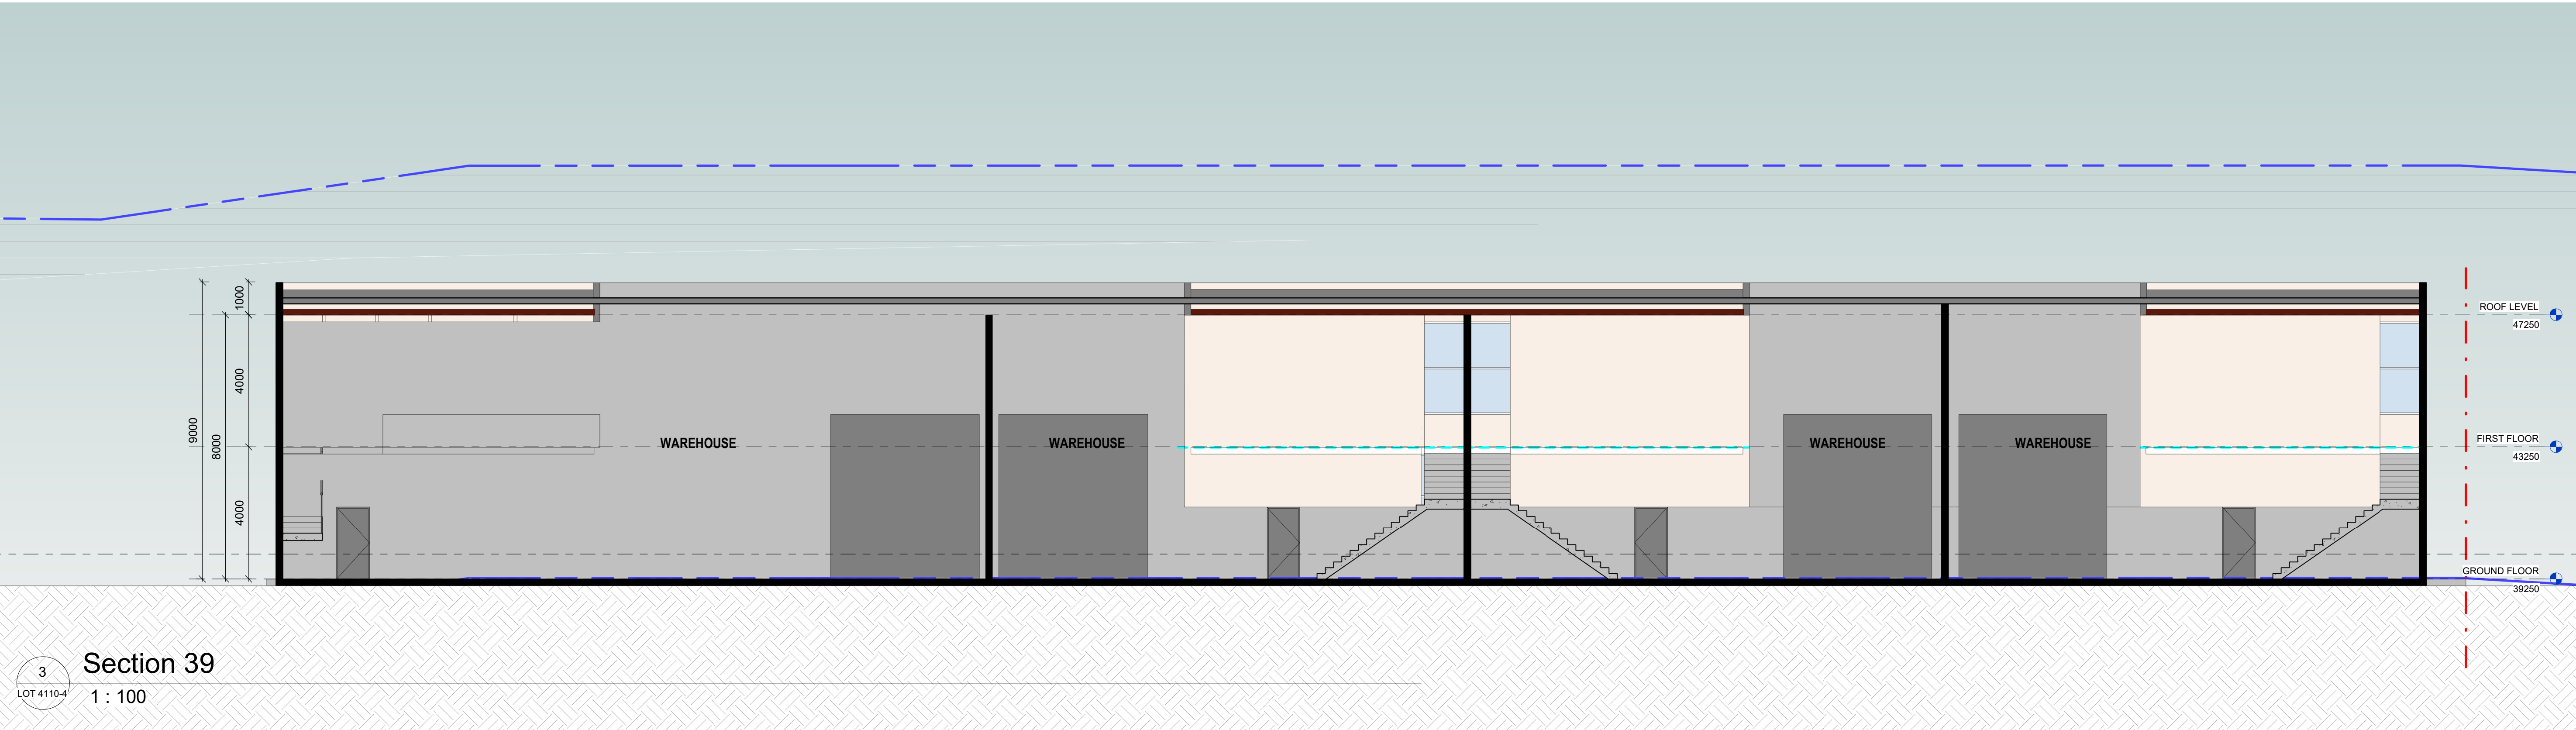 1000
ROOF LEVEL
47250
4000
9000
8000
WAREHOUSE
WAREHOUSE
WAREHOUSE
WAREHOUSE
FIRST FLOOR
43250
4000
GROUND FLOOR
39250
3
Section 39
LOT 4110-4
1 : 100